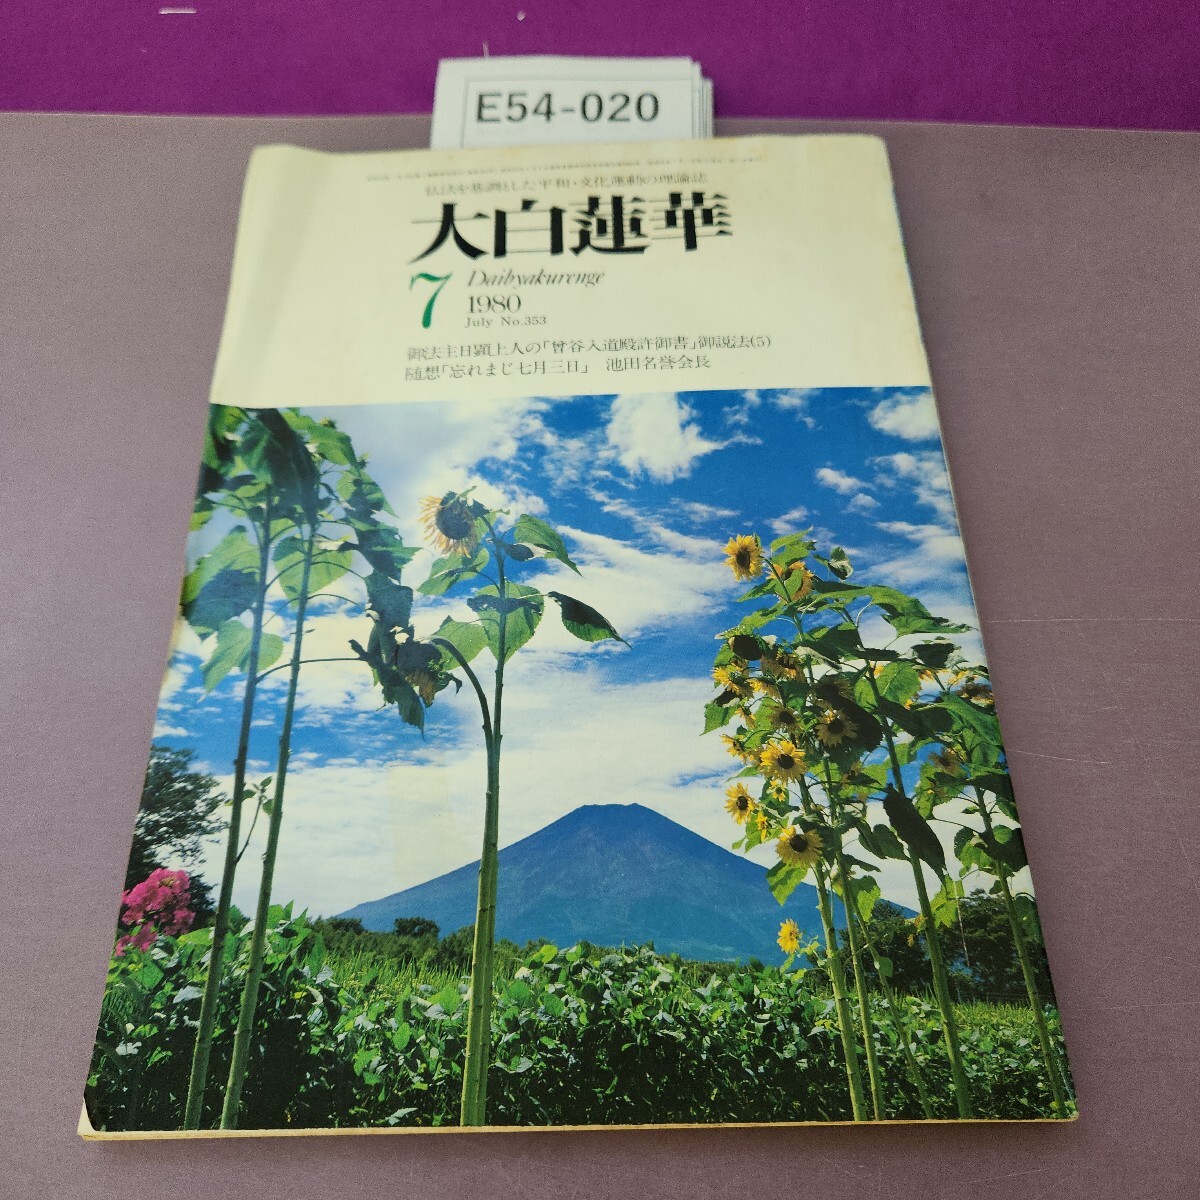 E54-020
仏法を基調とした平和・文化運動の理論誌
大白蓮華
7
Daibyakurenge
1980
July No.353
御法主日顕上人の「曾谷入道殿許御書」御説法(5)
随想「忘れまじ七月三日」 池田名誉会長